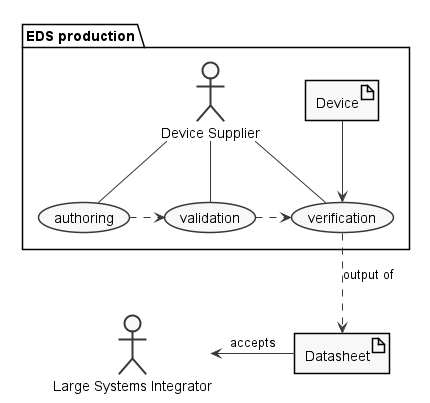 EDS production
Device
Device Supplier
authoring
validation
verification
output of
accepts
Datasheet
Large Systems Integrator